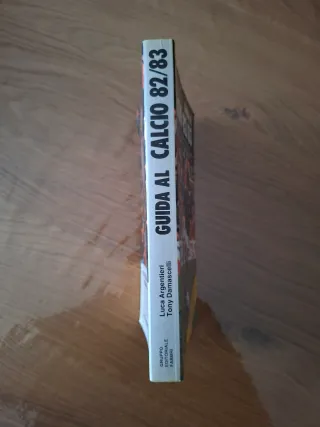 GUIDA AL CALCIO 82/83
Luca Argentieri
Tony Damascelli
GRUPPO
EDITORIALE
FABBRI